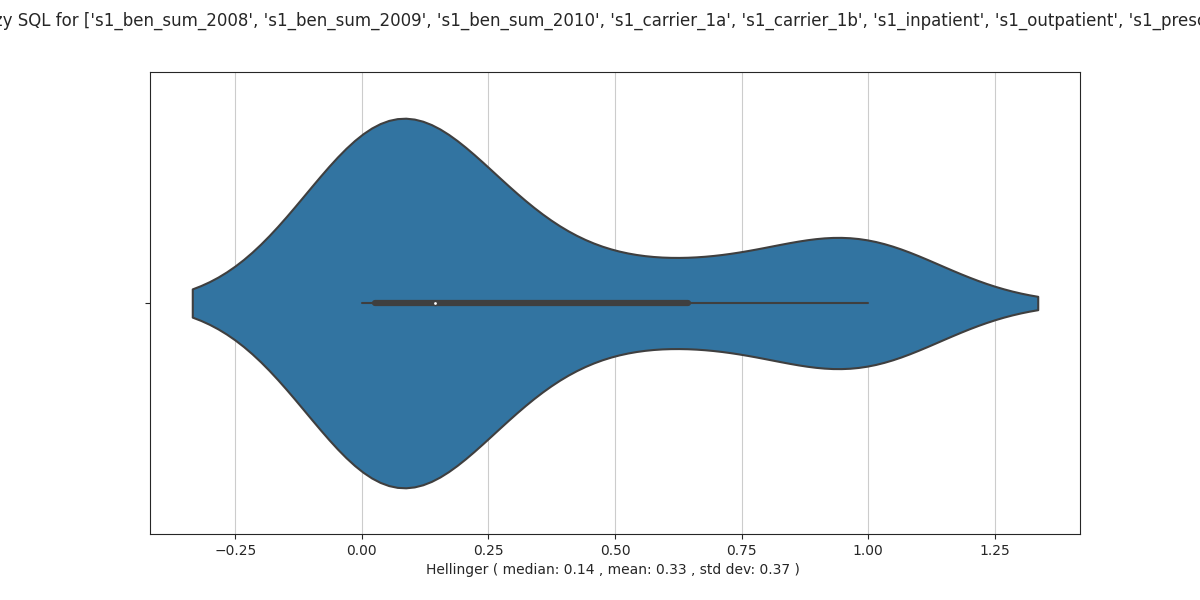 SQL for ['s1_ben_sum_2008', 's1_ben_sum_2009', 's1_ben_sum_2010', 's1_carrier_1a', 's1_carrier_1b', 's1_inpatient', 's1_outpatient',
−0.25 0.00 0.25 0.50 0.75 1.00 1.25
Hellinger ( median: 0.14 , mean: 0.33 , std dev: 0.37 )